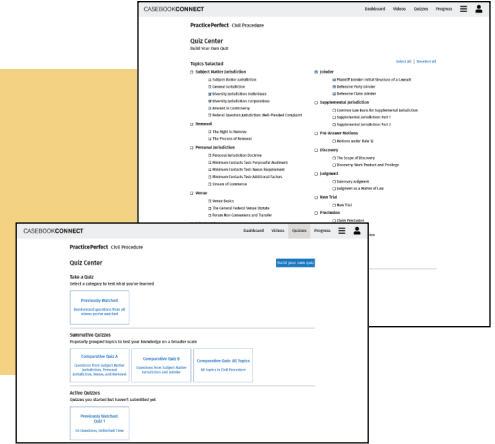 CASEBOOKCONNECT
Dashboard Videos Quizzes Progress
PracticePerfect Civil Procedure
Quiz Center
Build Your Own Quiz
Topics Selected
Select All | Deselect All
Subject Matter Jurisdiction
Subject Matter Jurisdiction
General Jurisdiction
Diversity Jurisdiction: Individuals
Diversity Jurisdiction: Corporations
Amount in Controversy
Federal Question Jurisdiction: Well-Pleaded Complaint
Removal
The Right to Remove
The Process of Removal
Personal Jurisdiction
Personal Jurisdiction Doctrine
Minimum Contacts Test: Purposeful Availment
Minimum Contacts Test: Nexus Requirement
Minimum Contacts Test: Additional Factors
Stream of Commerce
Venue
Venue Basics
The General Federal Venue Statute
Forum Non Conveniens and Transfer
Joinder
Plaintiff Joinder: Initial Structure of a Lawsuit
Defensive Party Joinder
Defensive Claim Joinder
Supplemental Jurisdiction
Common Law Basis for Supplemental Jurisdiction
Supplemental Jurisdiction: Part 1
Supplemental Jurisdiction: Part 2
Pre-Answer Motions
Motions under Rule 12
Discovery
The Scope of Discovery
Discovery: Work Product and Privilege
Judgment
Summary Judgment
Judgment as a Matter of Law
New Trial
New Trial
Preclusion
Claim Preclusion
CASEBOOKCONNECT
Dashboard Videos Quizzes Progress
PracticePerfect Civil Procedure
Quiz Center
Build your own quiz
Take a Quiz
Select a category to test what you've learned
Previously Watched
Randomized questions from all
videos you've watched
Summative Quizzes
Popularly grouped topics to test your knowledge on a broader scale
Comparative Quiz A
Questions from Subject Matter
Jurisdiction, Personal
Jurisdiction, Venue, and Removal
Comparative Quiz B
Questions from Subject Matter
Jurisdiction and Joinder
Comparative Quiz: All Topics
All topics in Civil Procedure
Active Quizzes
Quizzes you started but haven't submitted yet
Previously Watched:
Quiz 1
10 Questions, Unlimited Time